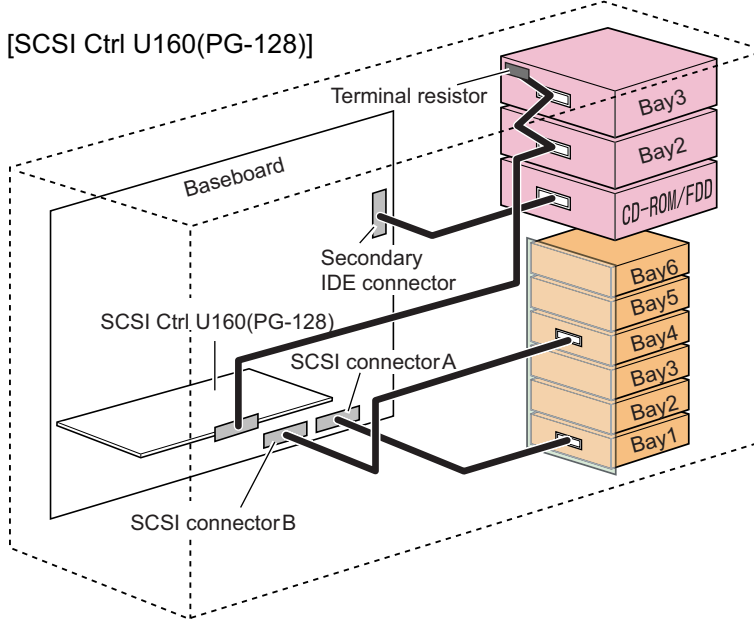 [SCSI Ctrl U160(PG-128)]
Terminal resistor
Bay3
Bay2
CD-ROM/FDD
Baseboard
Secondary
IDE connector
Bay6
Bay5
Bay4
Bay3
Bay2
Bay1
SCSI Ctrl U160(PG-128)
SCSI connector A
SCSI connector B